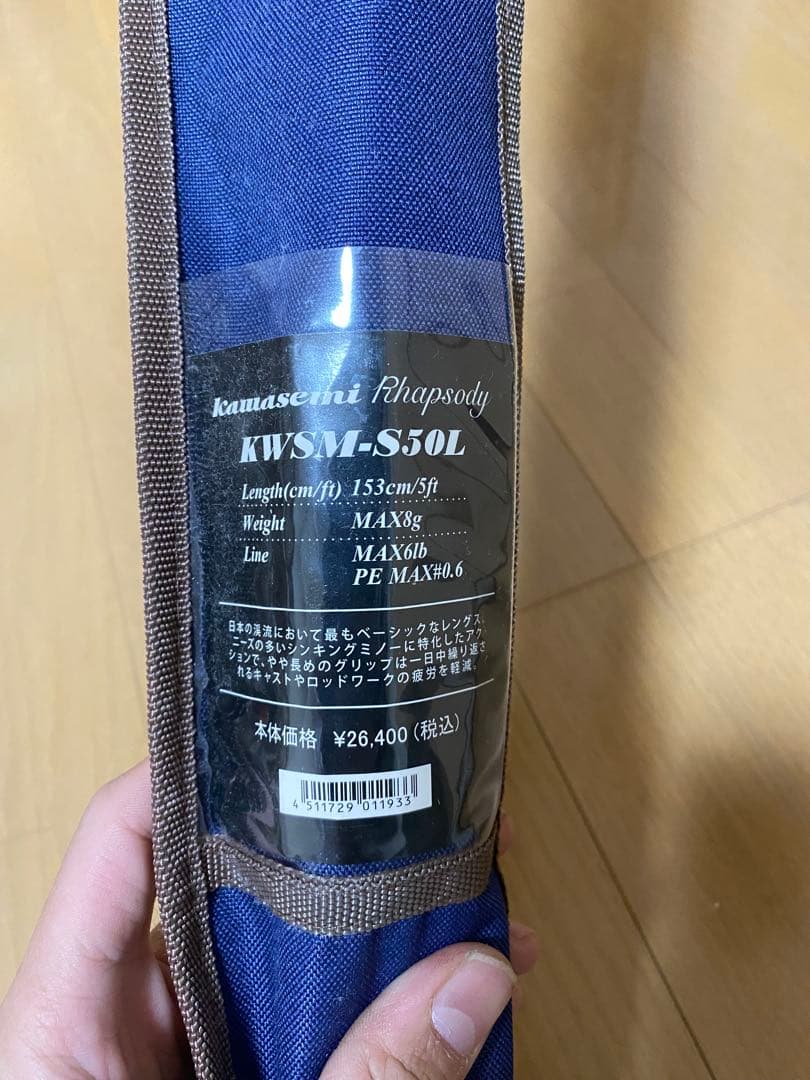 kawasemi Rhapsody
KWSM-S50L
Length(cm/ft) 153cm/5ft
Weight MAX8g
Line MAX6lb
PE MAX#0.6
日本の渓流において最もベーシックなレングス。
ニーズの多いシンキングミノーに特化したアク
ションで、やや長めのグリップは一日中繰り返さ
れるキャストやロッドワークの疲労を軽減。
本体価格 ¥26,400(税込)
4 511729 011933